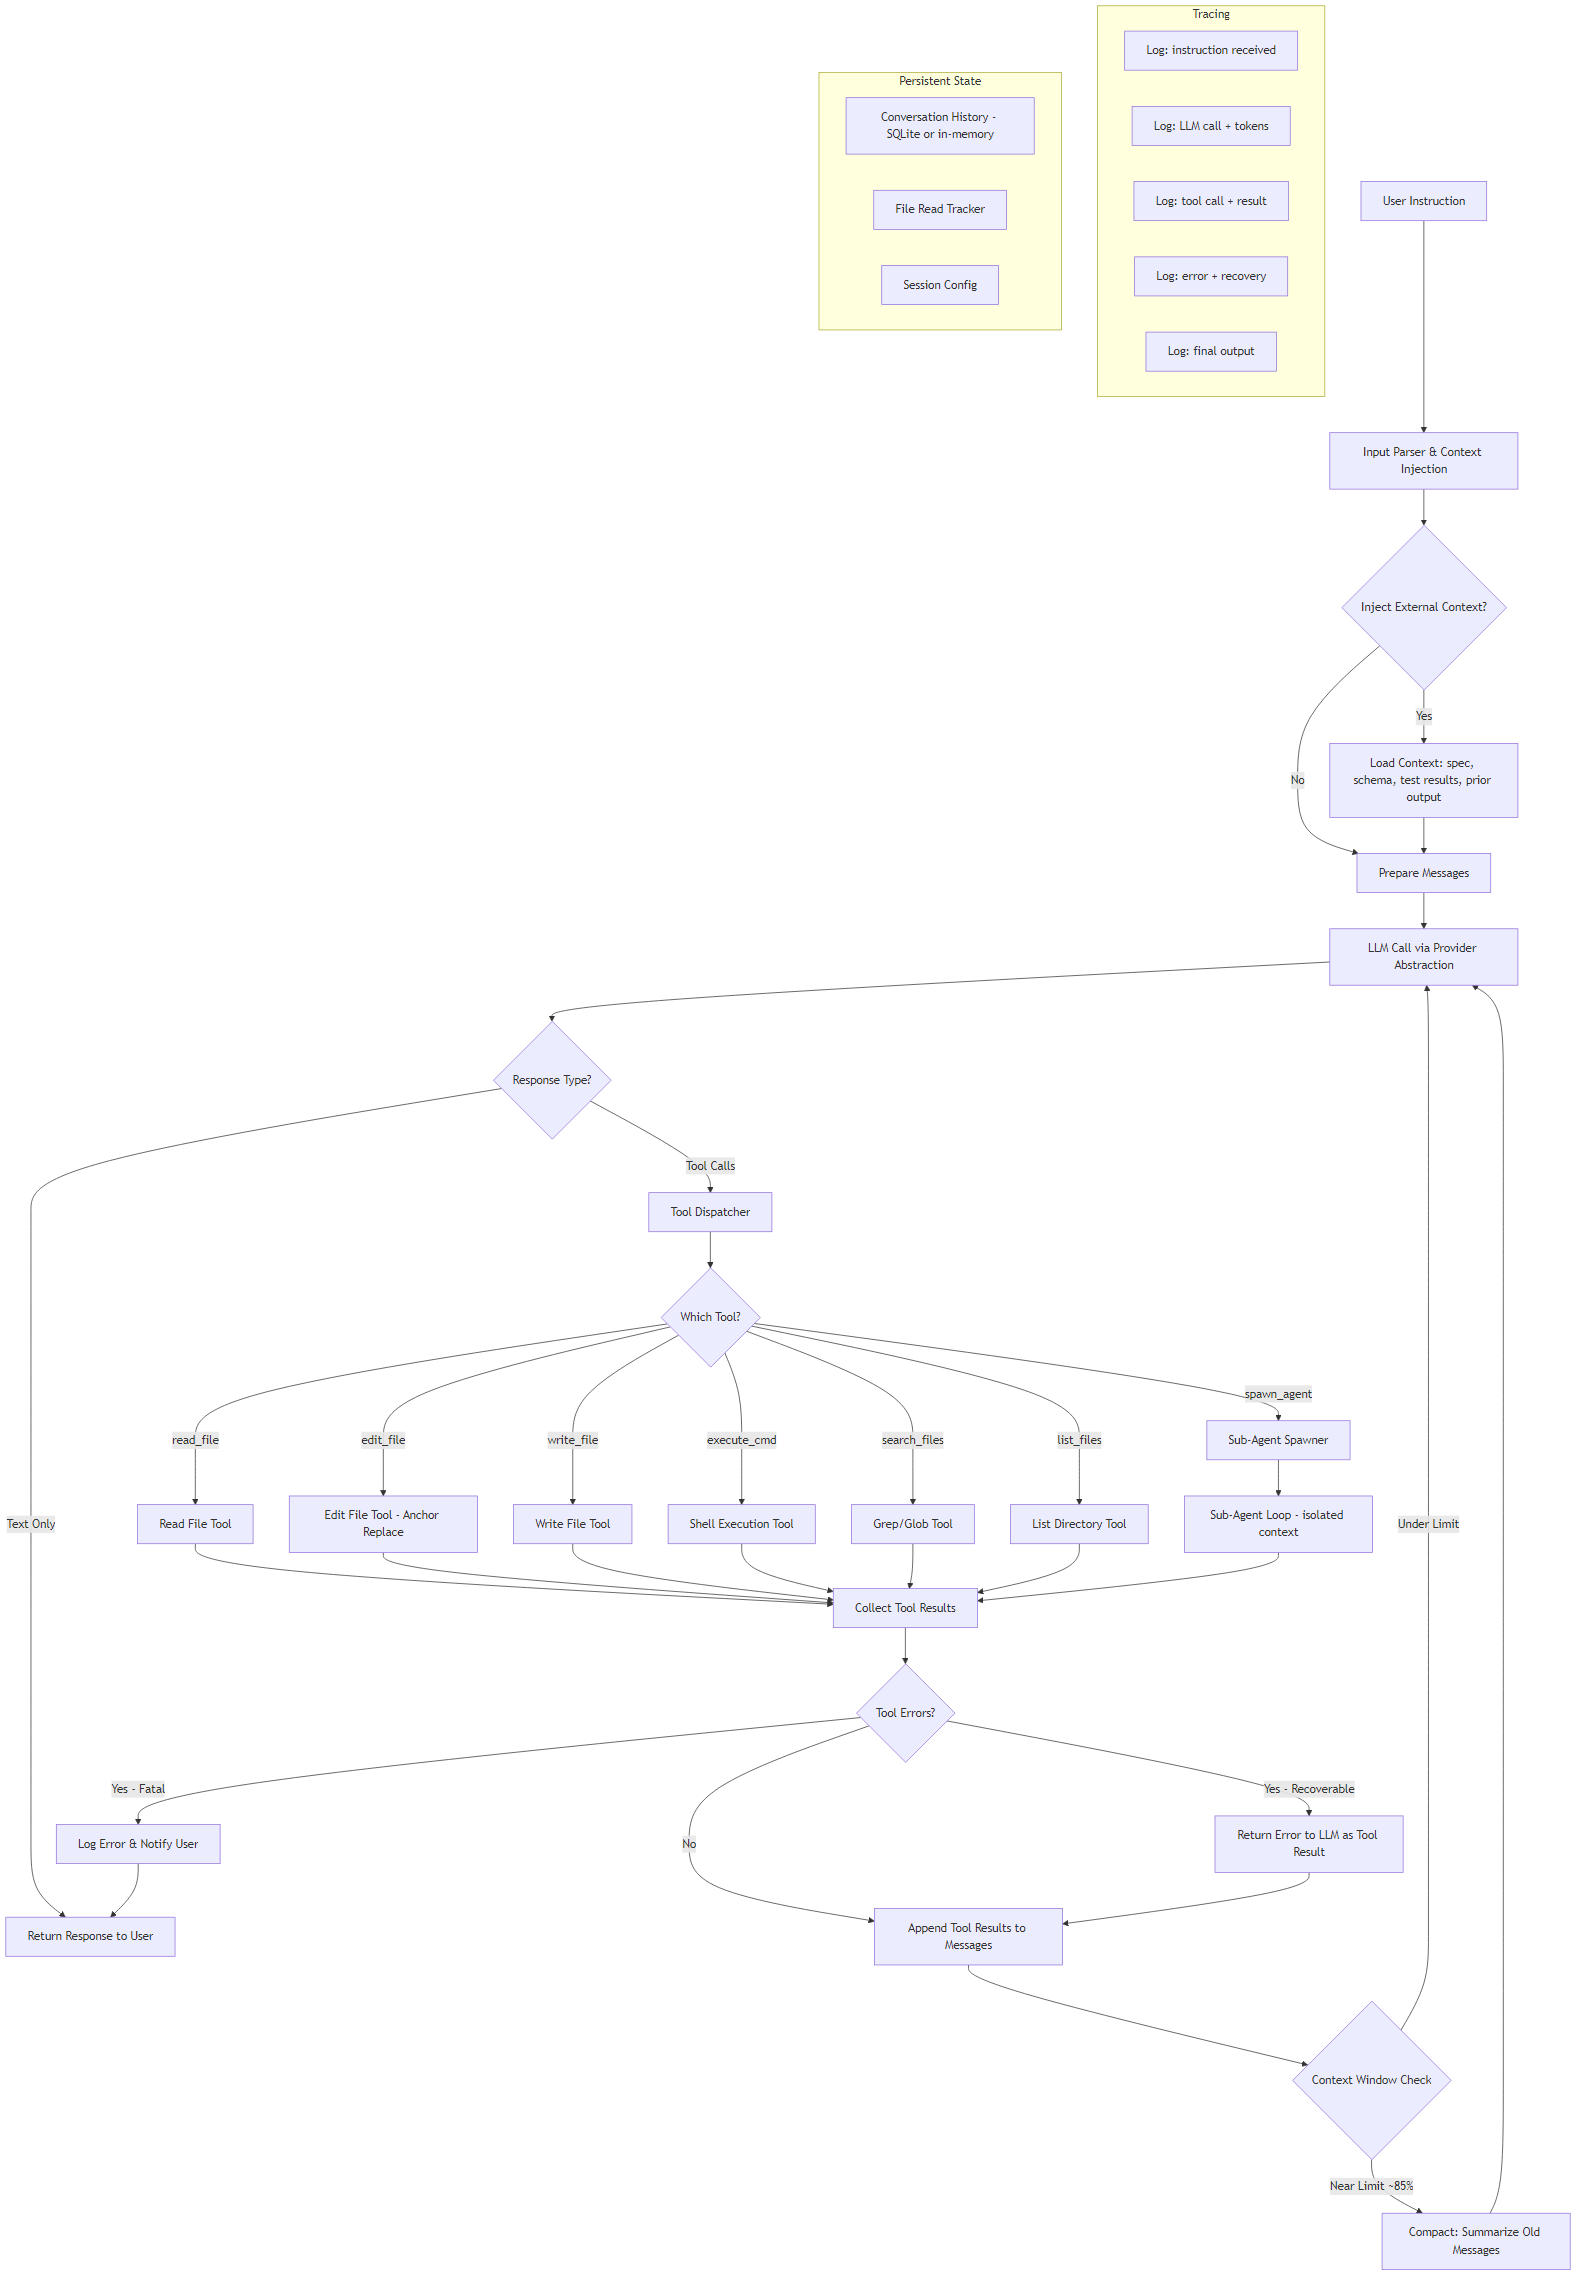 Tracing
Log: instruction received
Log: LLM call + tokens
Log: tool call + result
Log: error + recovery
Log: final output
Persistent State
Conversation History -
SQLite or in-memory
File Read Tracker
Session Config
User Instruction
Input Parser & Context
Injection
Inject External Context?
Yes
No
Load Context: spec,
schema, test results, prior
output
Prepare Messages
LLM Call via Provider
Abstraction
Response Type?
Tool Calls
Tool Dispatcher
Which Tool?
spawn_agent
read_file
edit_file
write_file
execute_cmd
search_files
list_files
Sub-Agent Spawner
Text Only
Read File Tool
Edit File Tool - Anchor
Replace
Write File Tool
Shell Execution Tool
Grep/Glob Tool
List Directory Tool
Sub-Agent Loop - isolated
context
Under Limit
Collect Tool Results
Tool Errors?
Yes - Fatal
Yes - Recoverable
Log Error & Notify User
No
Return Error to LLM as Tool
Result
Return Response to User
Append Tool Results to
Messages
Context Window Check
Near Limit ~85%
Compact: Summarize Old
Messages